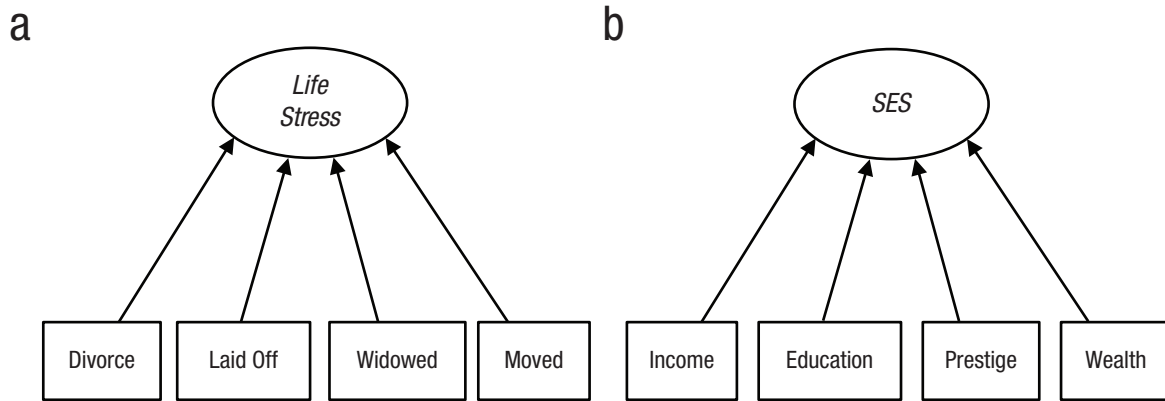 a
Life
Stress
Divorce
Laid Off
Widowed
Moved
b
SES
Income
Education
Prestige
Wealth